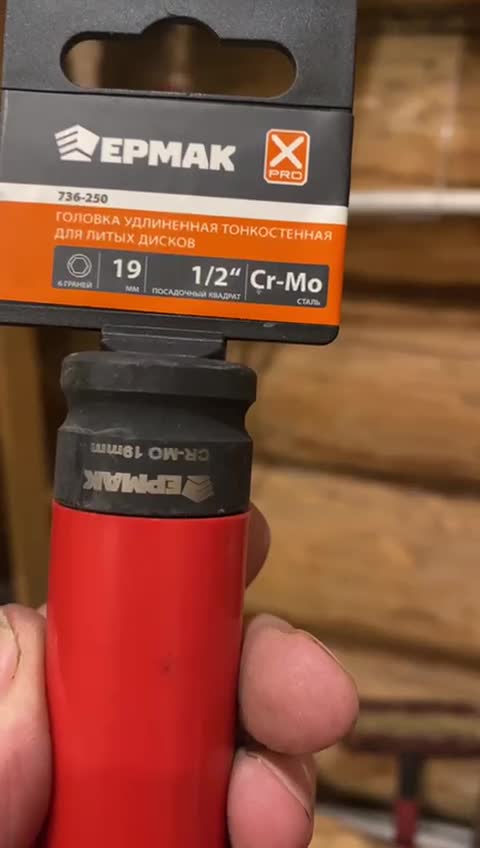 ЕРМАК
X
PRO
736-250
ГОЛОВКА УДЛИНЕННАЯ ТОНКОСТЕННАЯ
ДЛЯ ЛИТЫХ ДИСКОВ
6 ГРАНЕЙ
19
ММ
1/2“
ПОСАДОЧНЫЙ КВАДРАТ
Cr-Mo
СТАЛЬ
CR-MO 19mm
ЕРМАК